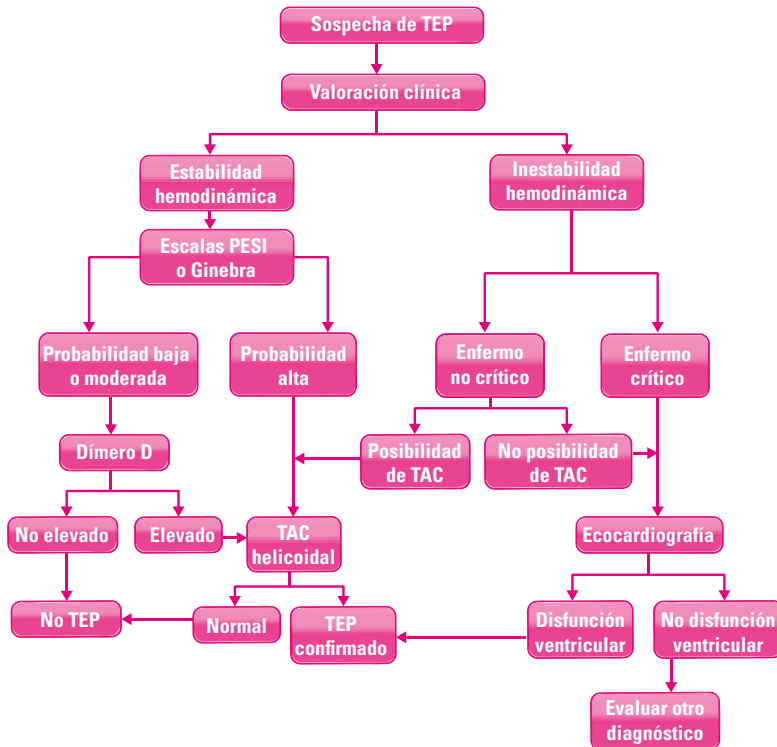 Sospecha de TEP
Valoración clínica
Estabilidad
hemodinámica
Inestabilidad
hemodinámica
Escalas PESI
o Ginebra
Probabilidad baja
o moderada
Probabilidad
alta
Enfermo
no crítico
Enfermo
crítico
Dímero D
Posibilidad
de TAC
No posibilidad
de TAC
No elevado
Elevado
TAC
helicoidal
Ecocardiografía
No TEP
Normal
TEP
confirmado
Disfunción
ventricular
No disfunción
ventricular
Evaluar otro
diagnóstico